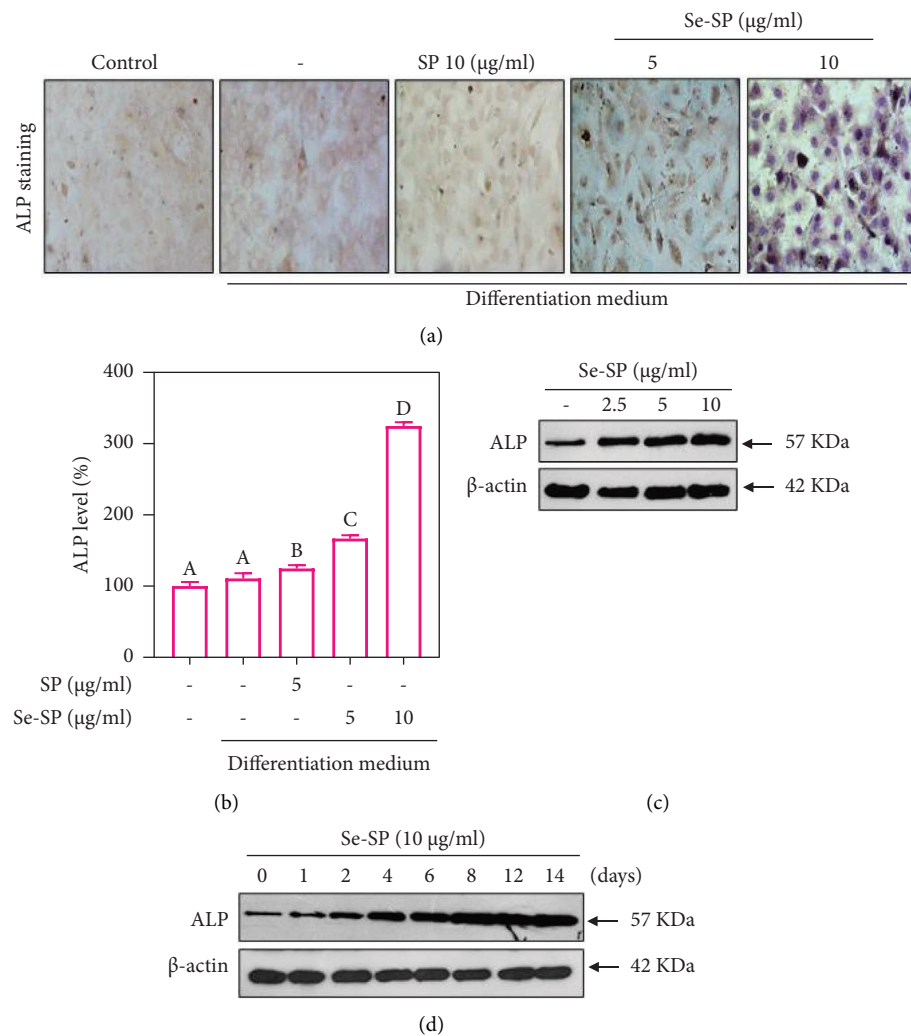 Se-SP (µg/ml)
Control - SP 10 (µg/ml) 5 10
ALP staining
Differentiation medium
(a)
400
300
200
100
0
ALP level (%)
A A B C D
SP (µg/ml) - - 5 - -
Se-SP (µg/ml) - - - 5 10
Differentiation medium
(b)
Se-SP (µg/ml)
- 2.5 5 10
ALP 57 KDa
β-actin 42 KDa
(c)
Se-SP (10 µg/ml)
0 1 2 4 6 8 12 14 (days)
ALP 57 KDa
β-actin 42 KDa
(d)